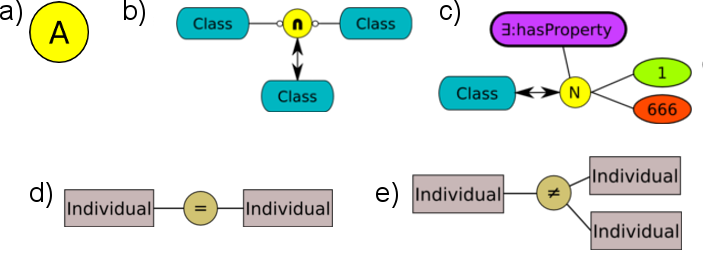 a)
A
b)
Class
∩
Class
Class
c)
∃:hasProperty
Class
N
1
666
d)
Individual
=
Individual
e)
Individual
≠
Individual
Individual